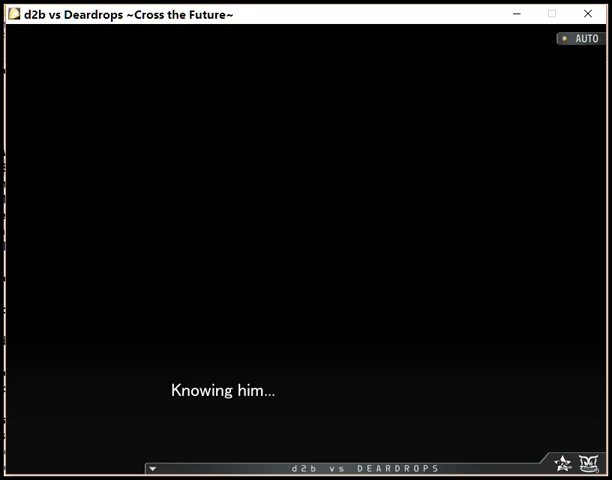 d2b vs Deardrops ~Cross the Future~
AUTO
Knowing him...
d2b vs DEARDROPS